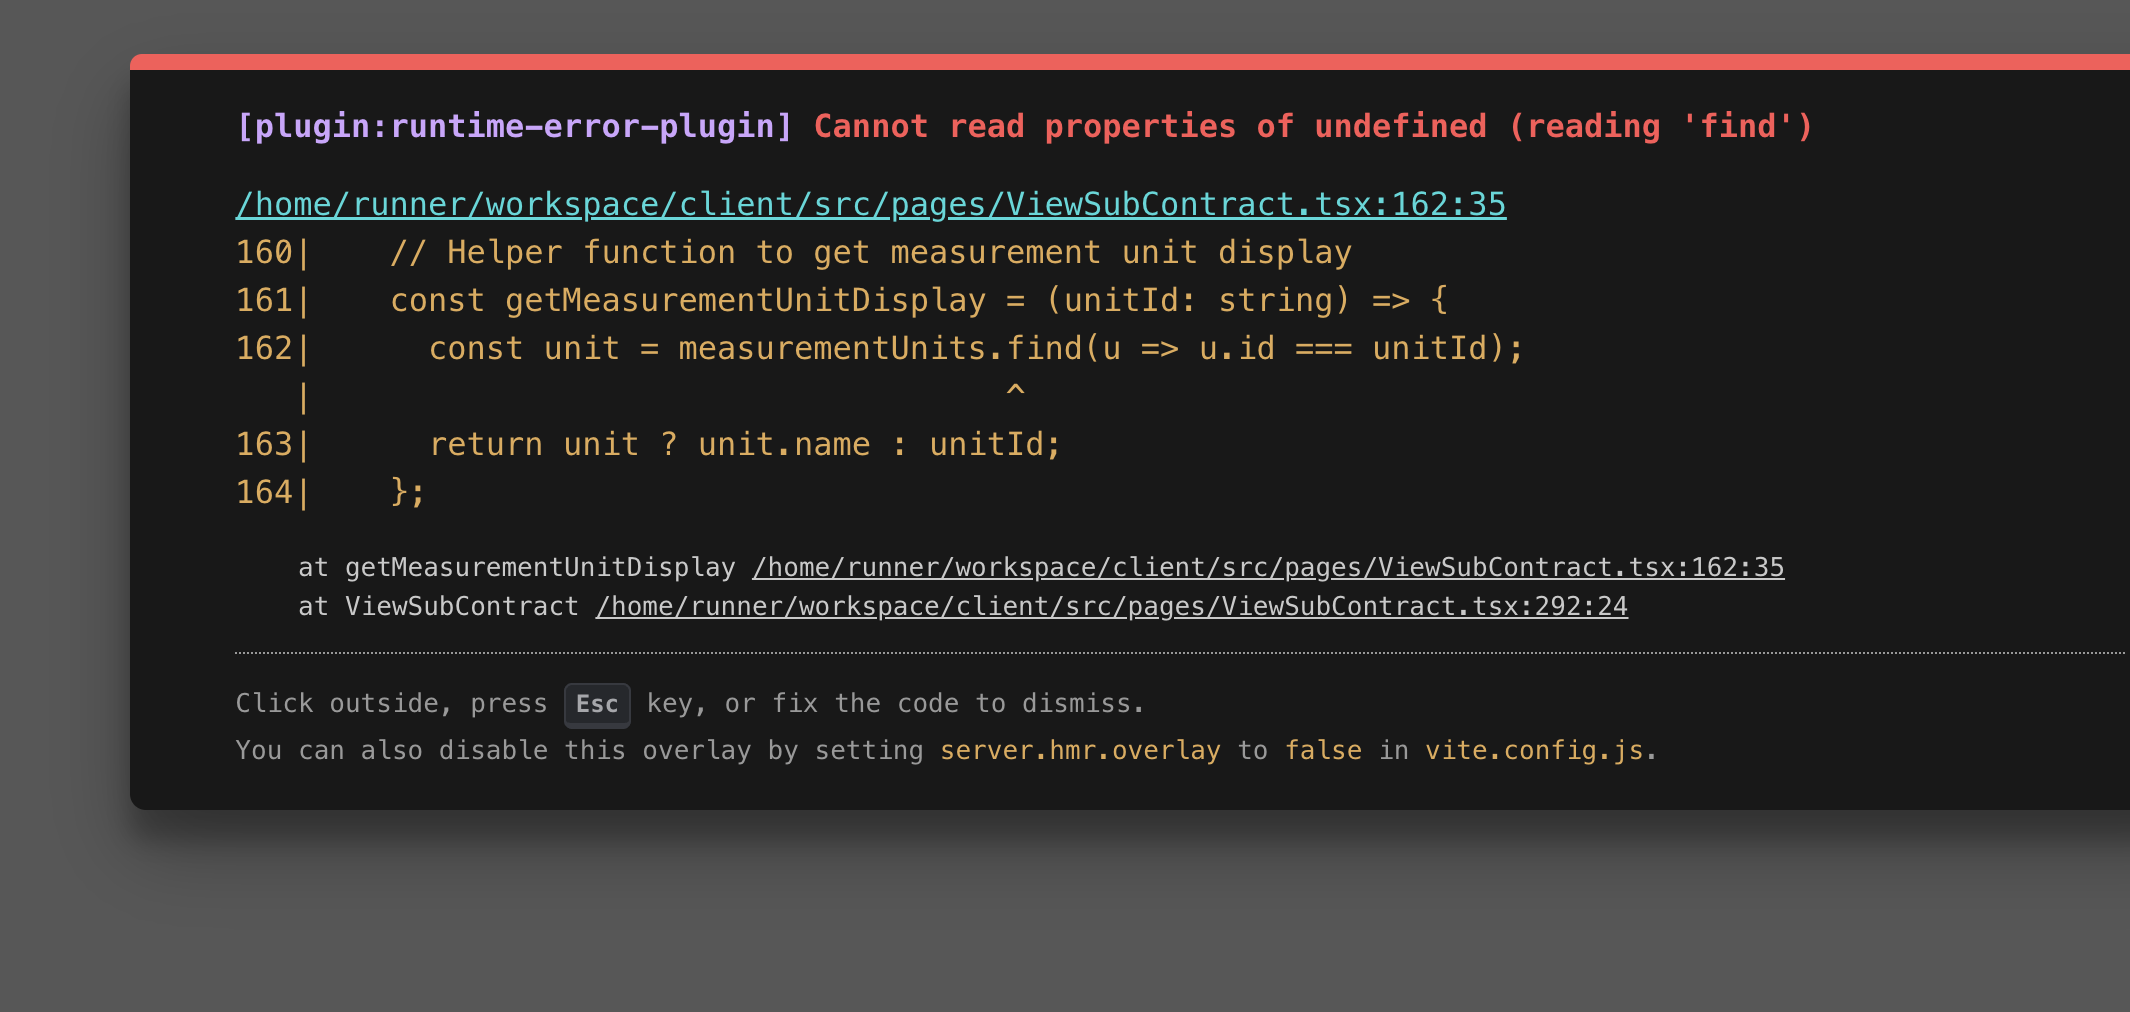 [plugin:runtime-error-plugin] Cannot read properties of undefined (reading 'find')
/home/runner/workspace/client/src/pages/ViewSubContract.tsx:162:35
160|    // Helper function to get measurement unit display
161|    const getMeasurementUnitDisplay = (unitId: string) => {
162|      const unit = measurementUnits.find(u => u.id === unitId);
   |                                    ^
163|      return unit ? unit.name : unitId;
164|    };
    at getMeasurementUnitDisplay /home/runner/workspace/client/src/pages/ViewSubContract.tsx:162:35
    at ViewSubContract /home/runner/workspace/client/src/pages/ViewSubContract.tsx:292:24
Click outside, press Esc key, or fix the code to dismiss.
You can also disable this overlay by setting server.hmr.overlay to false in vite.config.js.